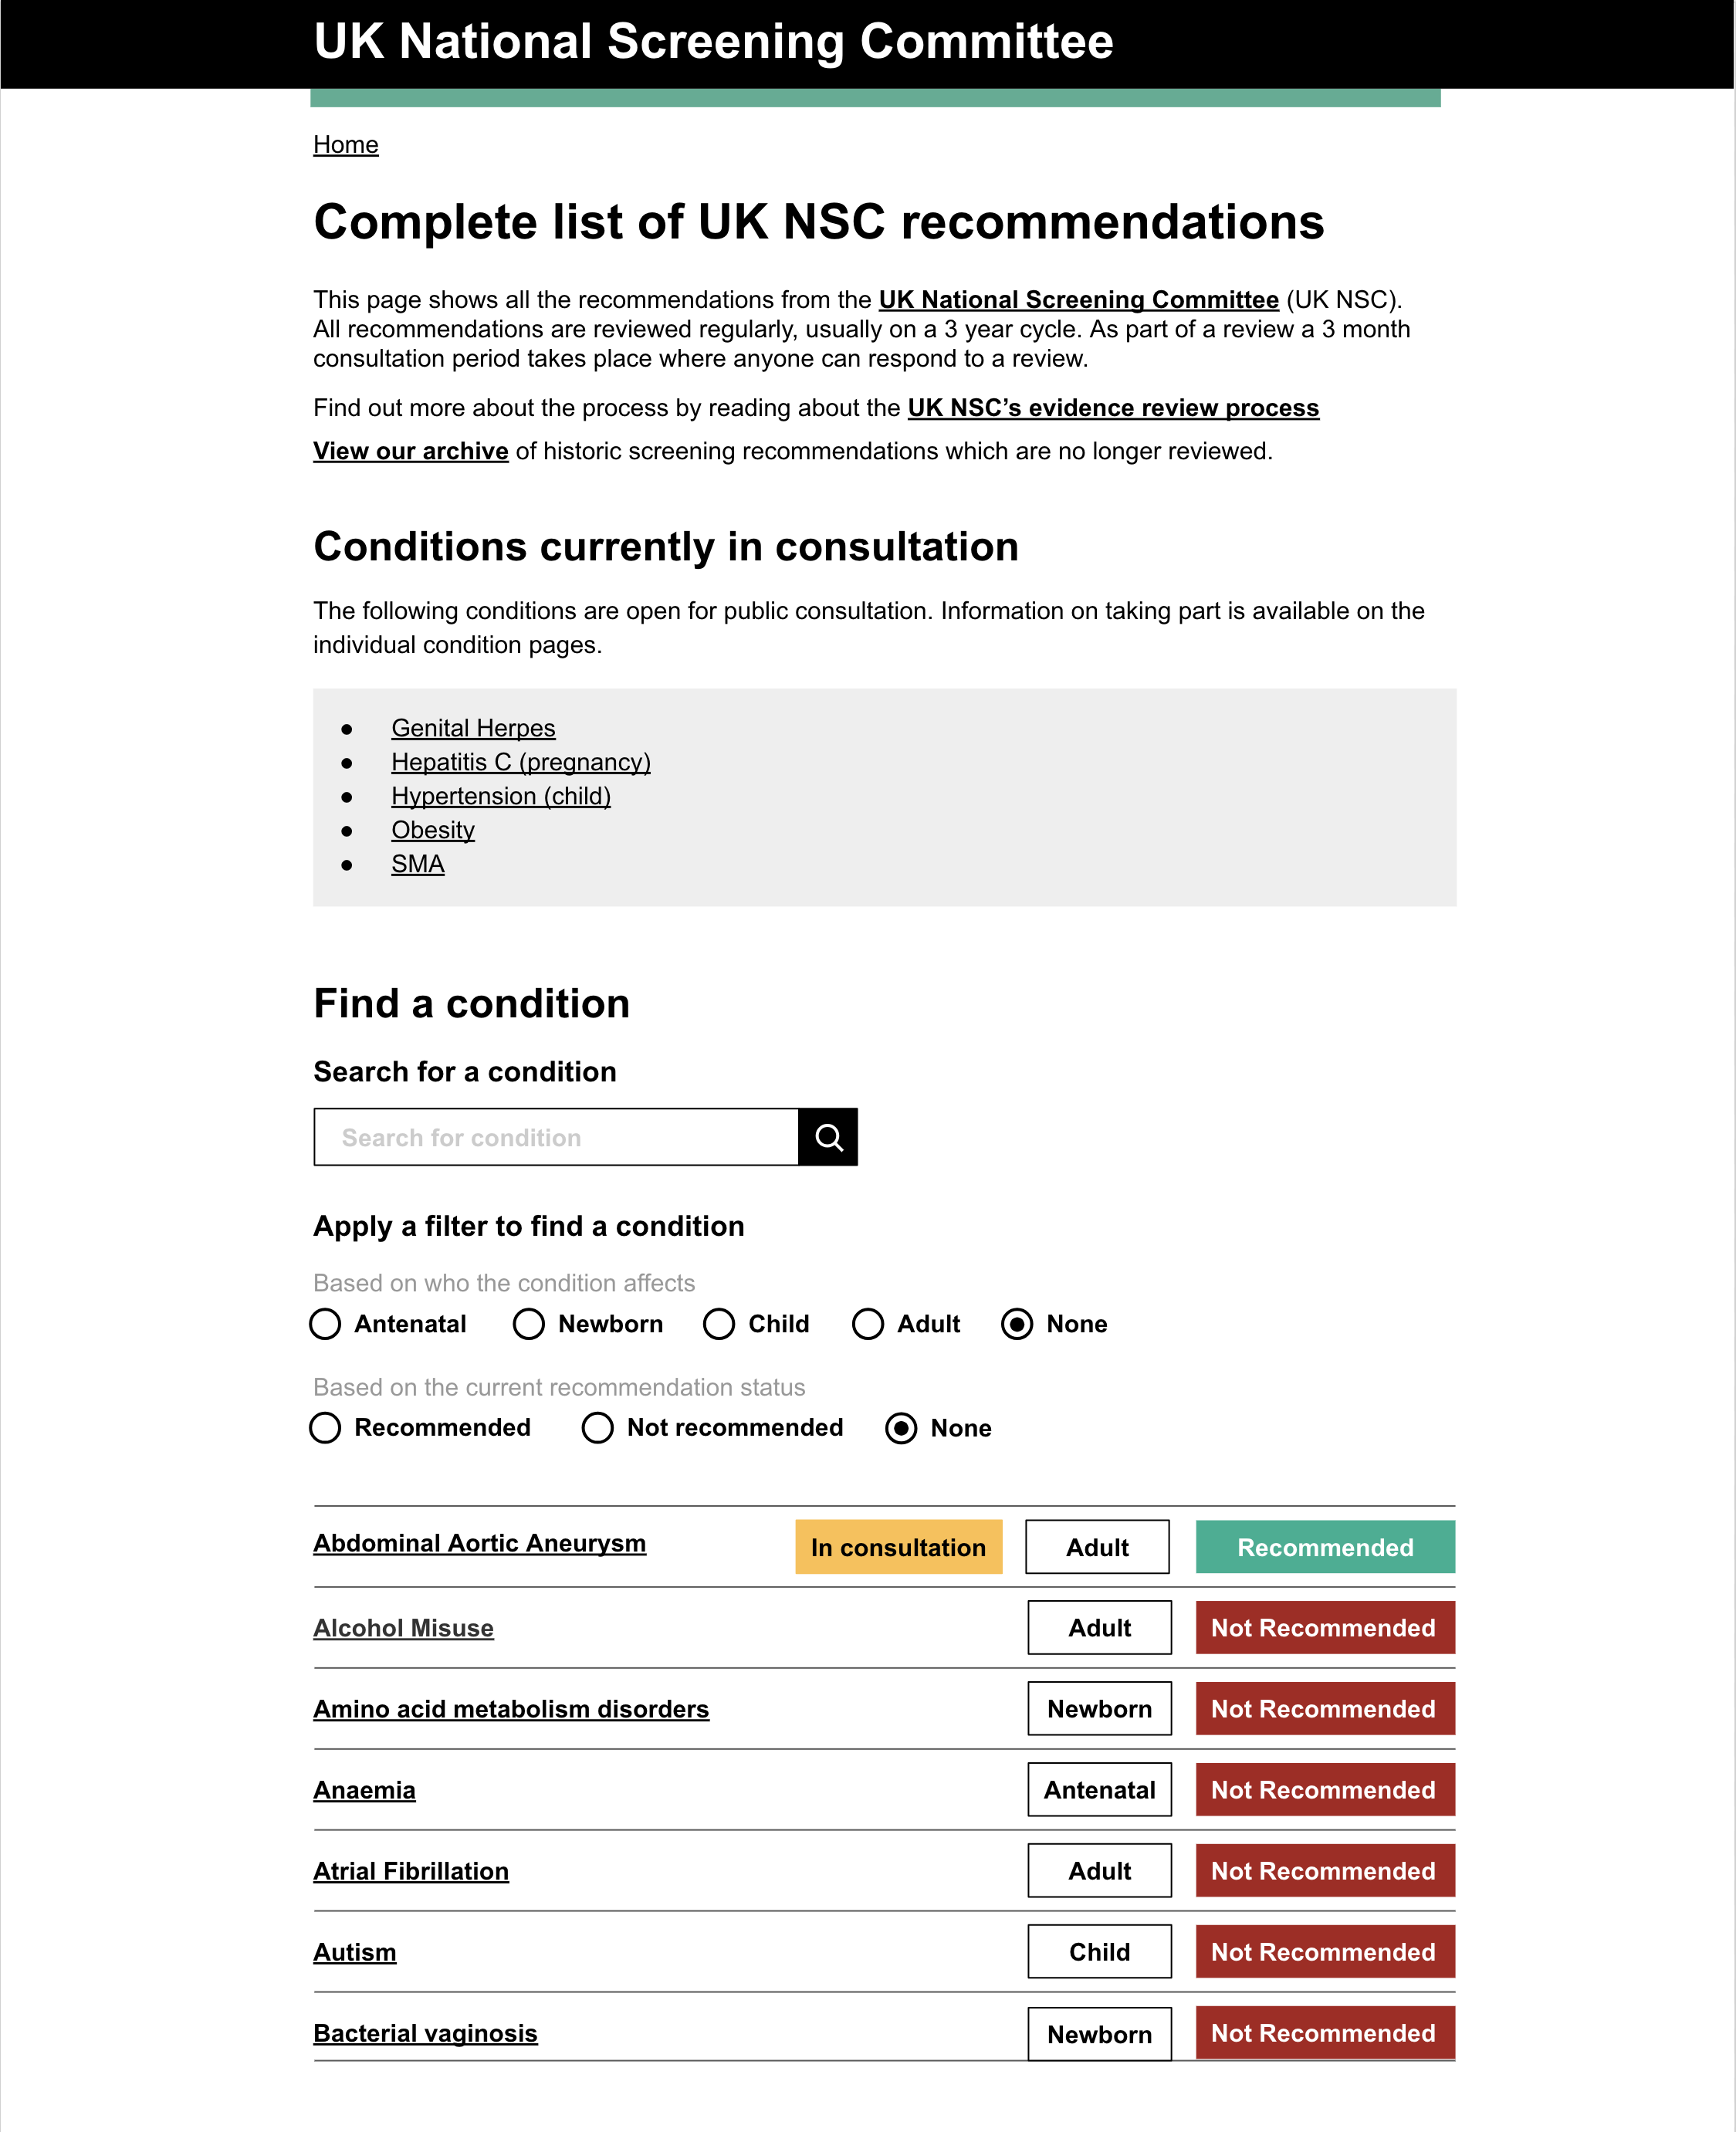 UK National Screening Committee
Home
Complete list of UK NSC recommendations
This page shows all the recommendations from the UK National Screening Committee (UK NSC).
All recommendations are reviewed regularly, usually on a 3 year cycle. As part of a review a 3 month
consultation period takes place where anyone can respond to a review.
Find out more about the process by reading about the UK NSC’s evidence review process
View our archive of historic screening recommendations which are no longer reviewed.
Conditions currently in consultation
The following conditions are open for public consultation. Information on taking part is available on the
individual condition pages.
● Genital Herpes
● Hepatitis C (pregnancy)
● Hypertension (child)
● Obesity
● SMA
Find a condition
Search for a condition
Search for condition
Apply a filter to find a condition
Based on who the condition affects
Antenatal Newborn Child Adult None
Based on the current recommendation status
Recommended Not recommended None
Abdominal Aortic Aneurysm In consultation Adult Recommended
Alcohol Misuse Adult Not Recommended
Amino acid metabolism disorders Newborn Not Recommended
Anaemia Antenatal Not Recommended
Atrial Fibrillation Adult Not Recommended
Autism Child Not Recommended
Bacterial vaginosis Newborn Not Recommended